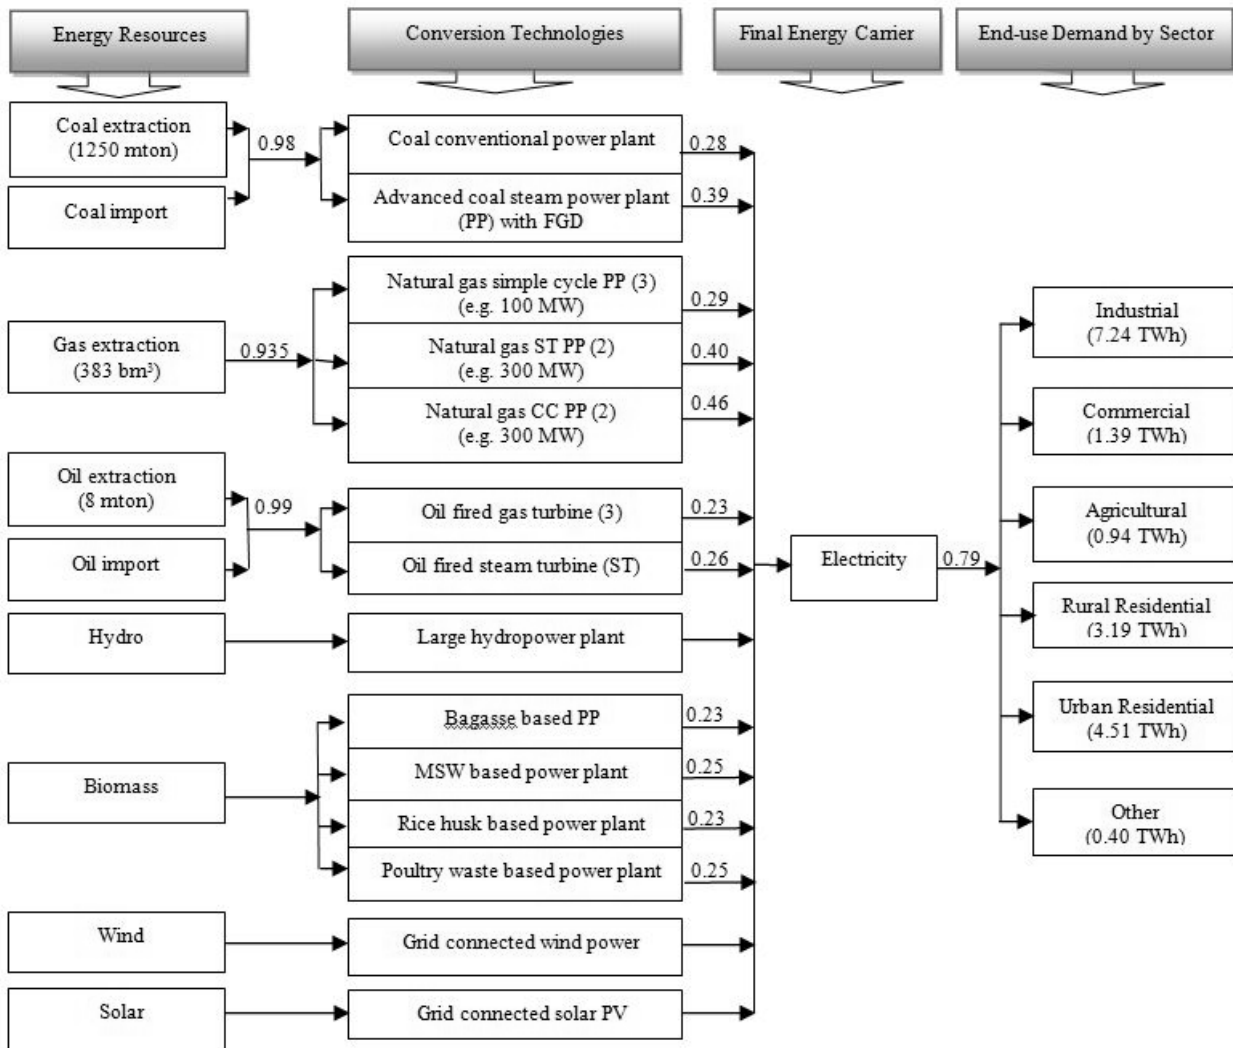 Energy Resources
Conversion Technologies
Final Energy Carrier
End-use Demand by Sector
Coal extraction
(1250 mton)
Coal import
0.98
Coal conventional power plant
0.28
Advanced coal steam power plant
(PP) with FGD
0.39
Gas extraction
(383 bm³)
0.935
Natural gas simple cycle PP (3)
(e.g. 100 MW)
0.29
Natural gas ST PP (2)
(e.g. 300 MW)
0.40
Natural gas CC PP (2)
(e.g. 300 MW)
0.46
Oil extraction
(8 mton)
Oil import
0.99
Oil fired gas turbine (3)
0.23
Oil fired steam turbine (ST)
0.26
Hydro
Large hydropower plant
Biomass
Bagasse based PP
0.23
MSW based power plant
0.25
Rice husk based power plant
0.23
Poultry waste based power plant
0.25
Wind
Grid connected wind power
Solar
Grid connected solar PV
Electricity
0.79
Industrial
(7.24 TWh)
Commercial
(1.39 TWh)
Agricultural
(0.94 TWh)
Rural Residential
(3.19 TWh)
Urban Residential
(4.51 TWh)
Other
(0.40 TWh)